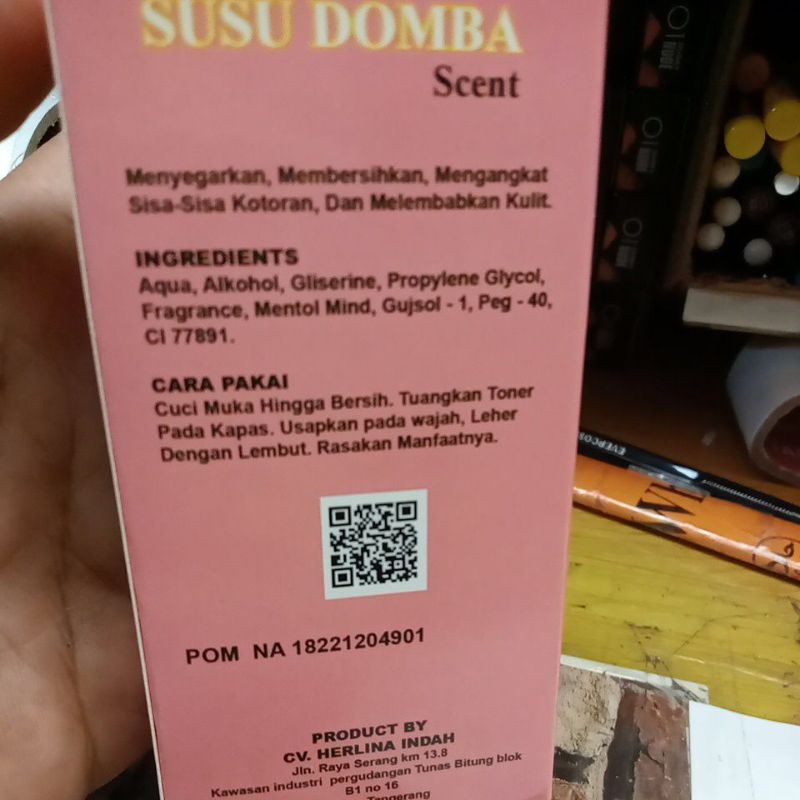 SUSU DOMBA
Scent
Menyegarkan, Membersihkan, Mengangkat
Sisa-Sisa Kotoran, Dan Melembabkan Kulit.
INGREDIENTS
Aqua, Alkohol, Gliserine, Propylene Glycol,
Fragrance, Mentol Mind, Gujsol - 1, Peg - 40,
CI 77891.
CARA PAKAI
Cuci Muka Hingga Bersih. Tuangkan Toner
Pada Kapas. Usapkan pada wajah, Leher
Dengan Lembut. Rasakan Manfaatnya.
POM NA 18221204901
PRODUCT BY
CV. HERLINA INDAH
Jln. Raya Serang km 13.8
Kawasan industri pergudangan Tunas Bitung blok
B1 no 16
Tangerang
NUDE